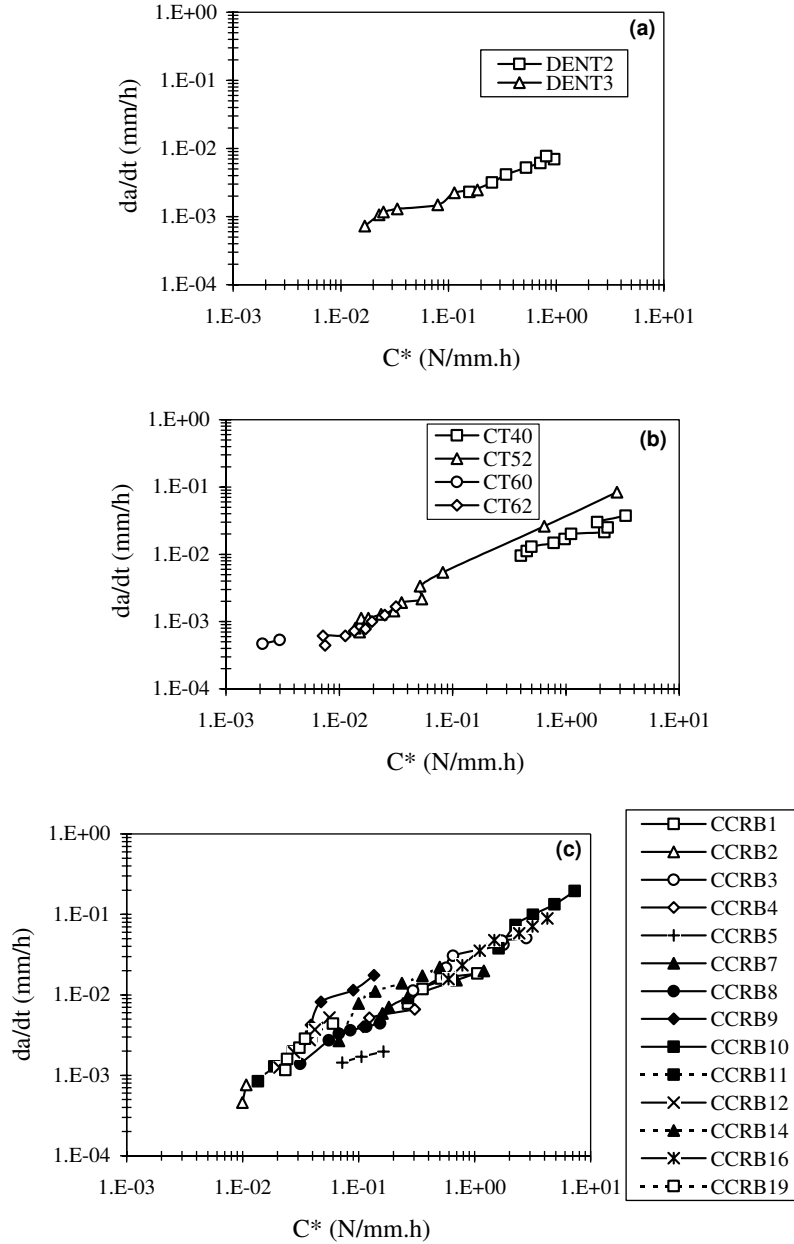 (a)
1.E+00
1.E-01
1.E-02
1.E-03
1.E-04
da/dt (mm/h)
DENT2
DENT3
1.E-03 1.E-02 1.E-01 1.E+00 1.E+01
C* (N/mm.h)
(b)
1.E+00
1.E-01
1.E-02
1.E-03
1.E-04
da/dt (mm/h)
CT40
CT52
CT60
CT62
1.E-03 1.E-02 1.E-01 1.E+00 1.E+01
C* (N/mm.h)
(c)
1.E+00
1.E-01
1.E-02
1.E-03
1.E-04
da/dt (mm/h)
1.E-03 1.E-02 1.E-01 1.E+00 1.E+01
C* (N/mm.h)
CCRB1
CCRB2
CCRB3
CCRB4
CCRB5
CCRB7
CCRB8
CCRB9
CCRB10
CCRB11
CCRB12
CCRB14
CCRB16
CCRB19